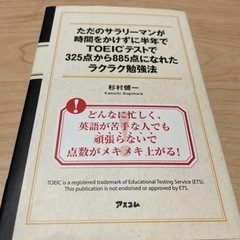 ただのサラリーマンが
時間をかけずに半年で
TOEIC®テストで
325点から885点になれた
ラクラク勉強法
杉村健一
Kenichi Sugimura
!
どんなに忙しく、
英語が苦手な人でも
頑張らないで
点数がメキメキ上がる!
TOEIC is a registered trademark of Educational Testing Service (ETS).
This publication is not endorsed or approved by ETS.
アスコム